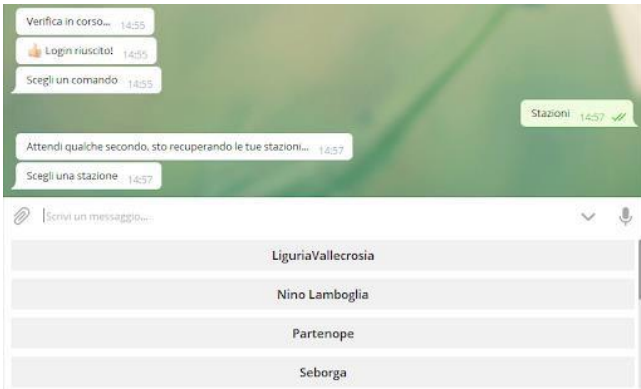 Verifica in corso... 14:55
👍 Login riuscito! 14:55
Scegli un comando 14:55
Stazioni 14:57
Attendi qualche secondo, sto recuperando le tue stazioni... 14:57
Scegli una stazione 14:57
Scrivi un messaggio...
LiguriaVallecrosia
Nino Lamboglia
Partenope
Seborga